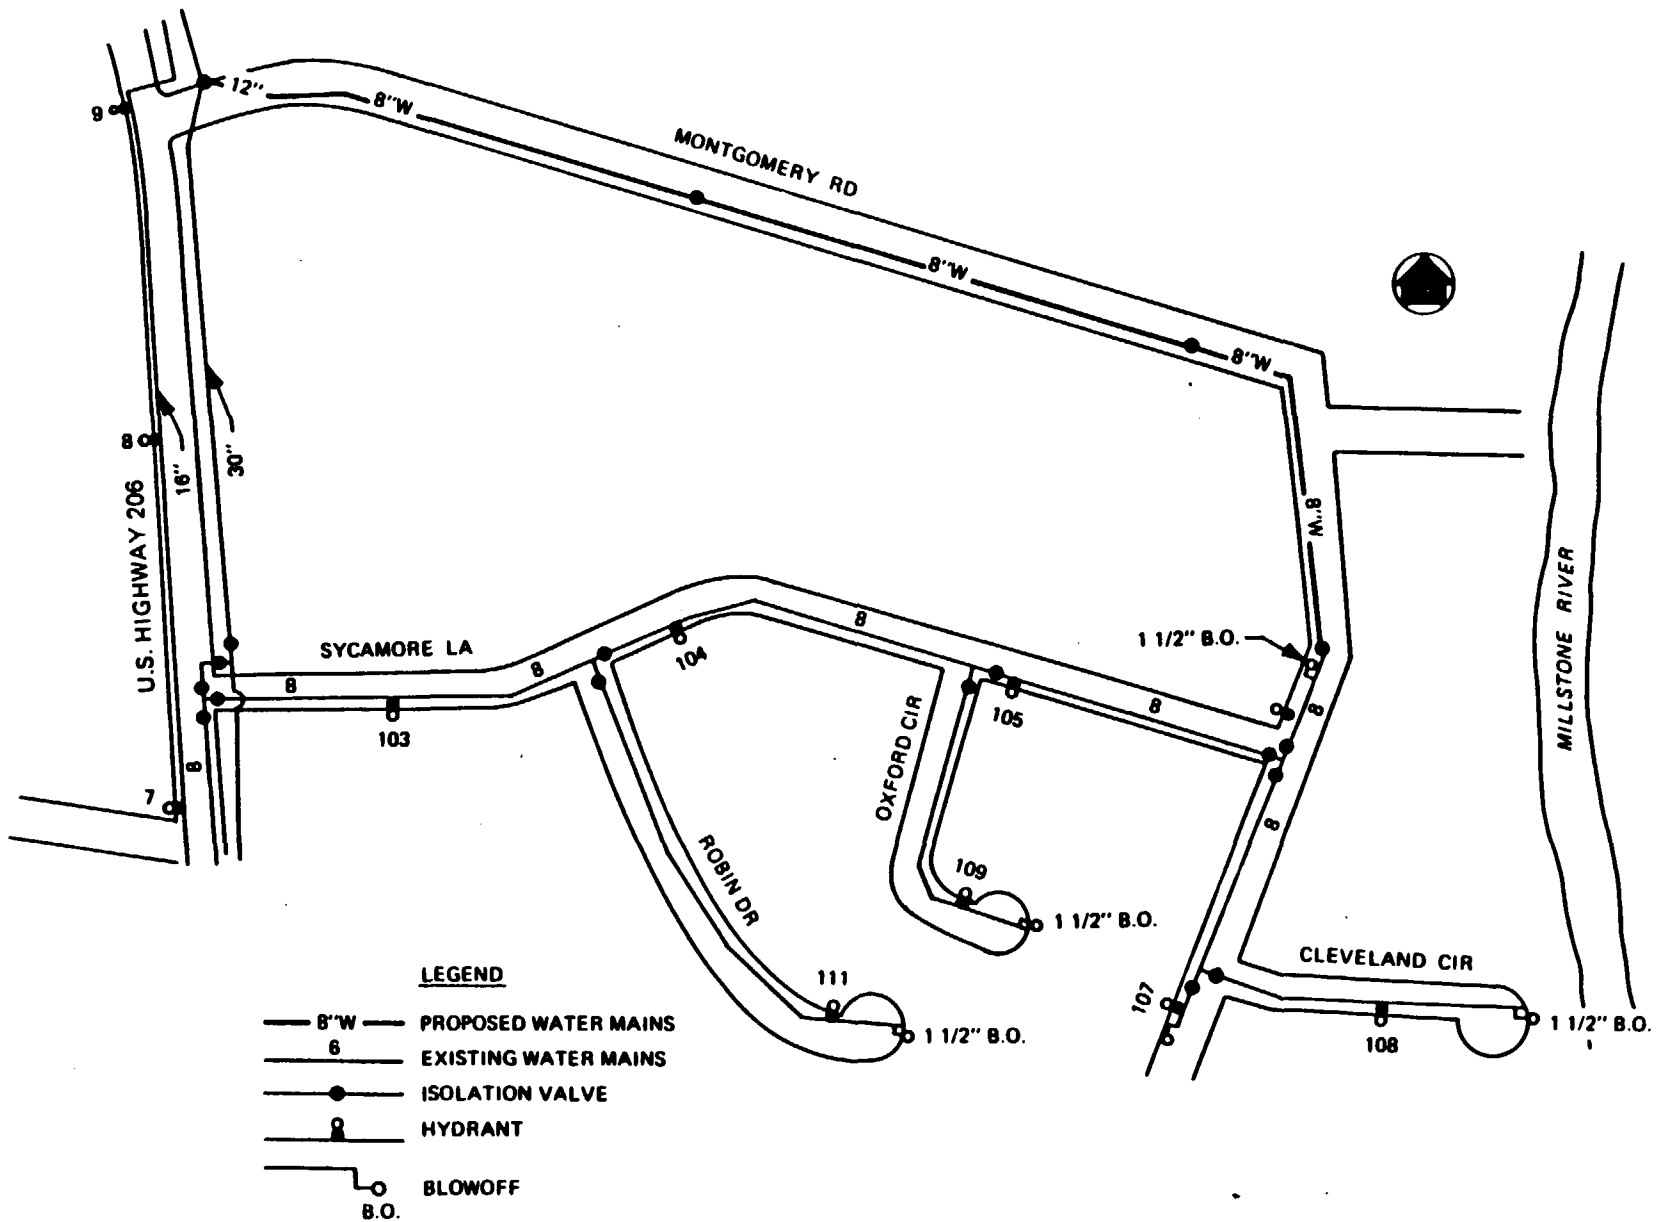 12"
9
8"W
MONTGOMERY RD
8"W
8"W
8
16"
30"
U.S. HIGHWAY 206
8"W
MILLSTONE RIVER
1 1/2" B.O.
SYCAMORE LA
8
8
104
8
103
105
8
8
OXFORD CIR
8
7
8
ROBIN DR
109
1 1/2" B.O.
CLEVELAND CIR
111
107
1 1/2" B.O.
108
1 1/2" B.O.
LEGEND
8"W PROPOSED WATER MAINS
6 EXISTING WATER MAINS
ISOLATION VALVE
HYDRANT
BLOWOFF
B.O.